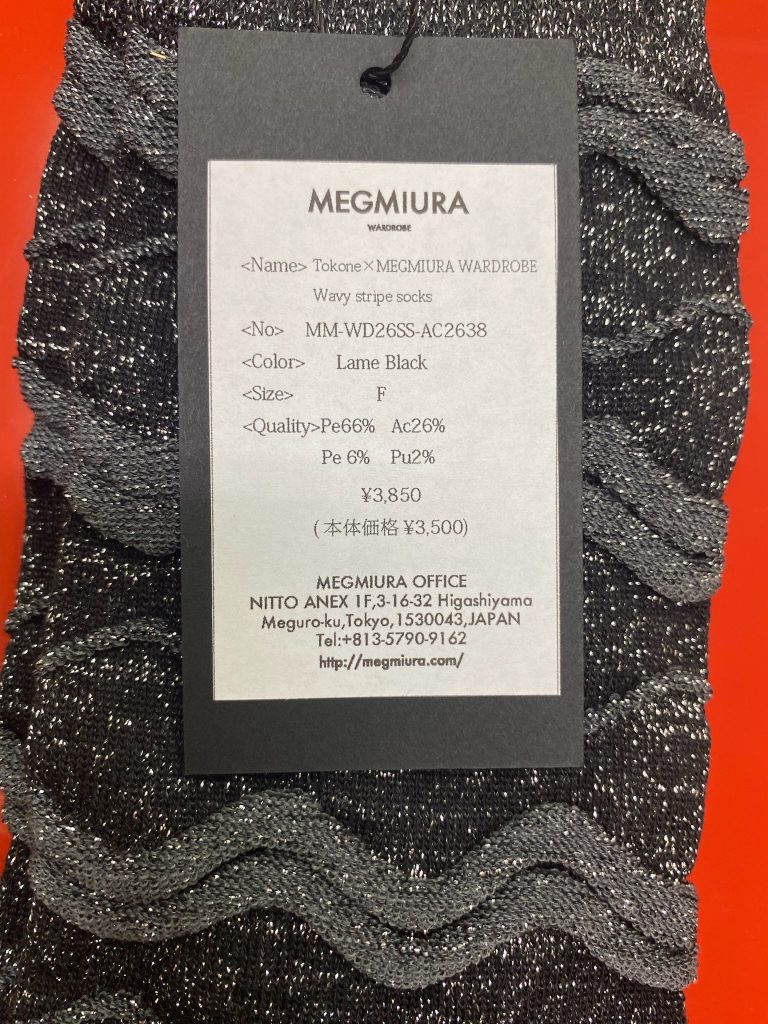 MEGMIURA
WARDROBE
<Name> Tokone×MEGMIURA WARDROBE
Wavy stripe socks
<No> MM-WD26SS-AC2638
<Color> Lame Black
<Size> F
<Quality>Pe66% Ac26%
Pe 6% Pu2%
¥3,850
(本体価格 ¥3,500)
MEGMIURA OFFICE
NITTO ANEX 1F,3-16-32 Higashiyama
Meguro-ku,Tokyo,1530043,JAPAN
Tel:+813-5790-9162
http://megmiura.com/